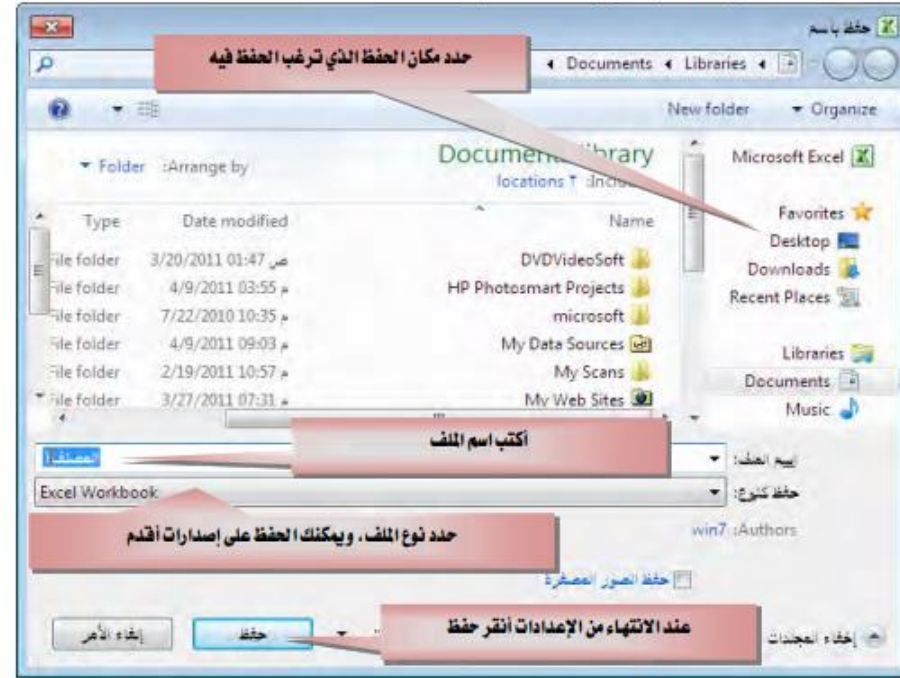 حفظ باسم
حدد مكان الحفظ الذي ترغب الحفظ فيه
Libraries
Documents
Organize
New folder
Microsoft Excel
Favorites
Desktop
Downloads
Recent Places
Libraries
Documents
Music
Arrange by:
Folder
locations
Name
Date modified
Type
DVDVideoSoft
3/20/2011 01:47 ص
File folder
HP Photosmart Projects
4/9/2011 03:55 م
File folder
microsoft
7/22/2010 10:35 م
File folder
My Data Sources
4/9/2011 09:03 م
File folder
My Scans
2/19/2011 10:57 م
File folder
My Web Sites
3/27/2011 07:31 م
File folder
أكتب اسم الملف
حفظ كنوع:
Excel Workbook
حدد نوع الملف، ويمكنك الحفظ على إصدارات أقدم
Authors:
win7
حفظ الصور المصغرة
عند الانتهاء من الإعدادات أنقر حفظ
إخفاء المجلدات
حفظ
إلغاء الأمر